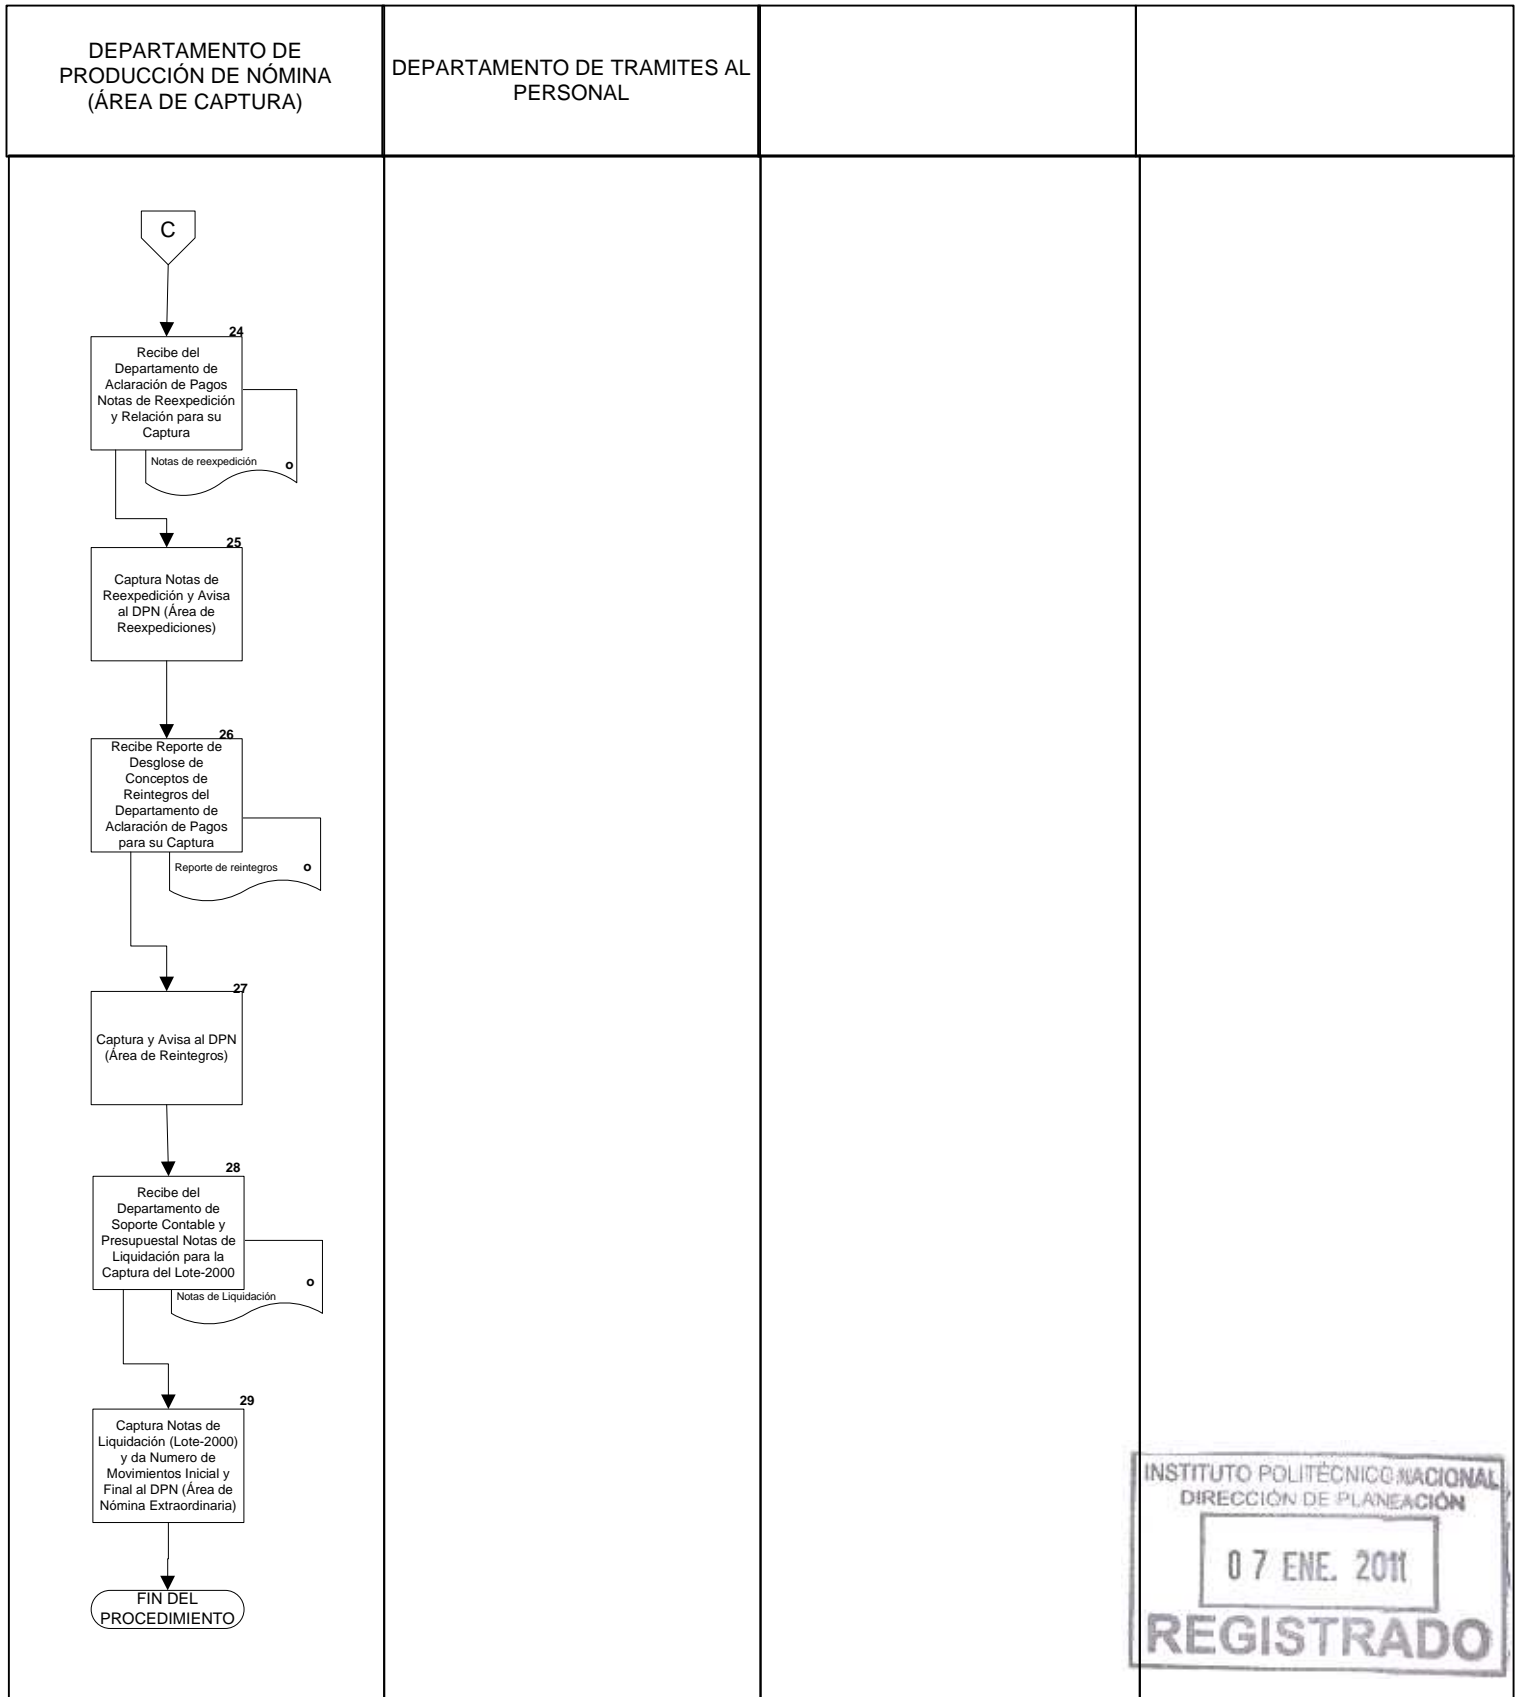 DEPARTAMENTO DE
PRODUCCIÓN DE NÓMINA
(ÁREA DE CAPTURA)
DEPARTAMENTO DE TRAMITES AL
PERSONAL
C
24
Recibe del
Departamento de
Aclaración de Pagos
Notas de Reexpedición
y Relación para su
Captura
Notas de reexpedición
o
25
Captura Notas de
Reexpedición y Avisa
al DPN (Área de
Reexpediciones)
26
Recibe Reporte de
Desglose de
Conceptos de
Reintegros del
Departamento de
Aclaración de Pagos
para su Captura
Reporte de reintegros
o
27
Captura y Avisa al DPN
(Área de Reintegros)
28
Recibe del
Departamento de
Soporte Contable y
Presupuestal Notas de
Liquidación para la
Captura del Lote-2000
o
Notas de Liquidación
29
Captura Notas de
Liquidación (Lote-2000)
y da Numero de
Movimientos Inicial y
Final al DPN (Área de
Nómina Extraordinaria)
FIN DEL
PROCEDIMIENTO
INSTITUTO POLITÉCNICO NACIONAL
DIRECCIÓN DE PLANEACIÓN
0 7 ENE. 2011
REGISTRADO